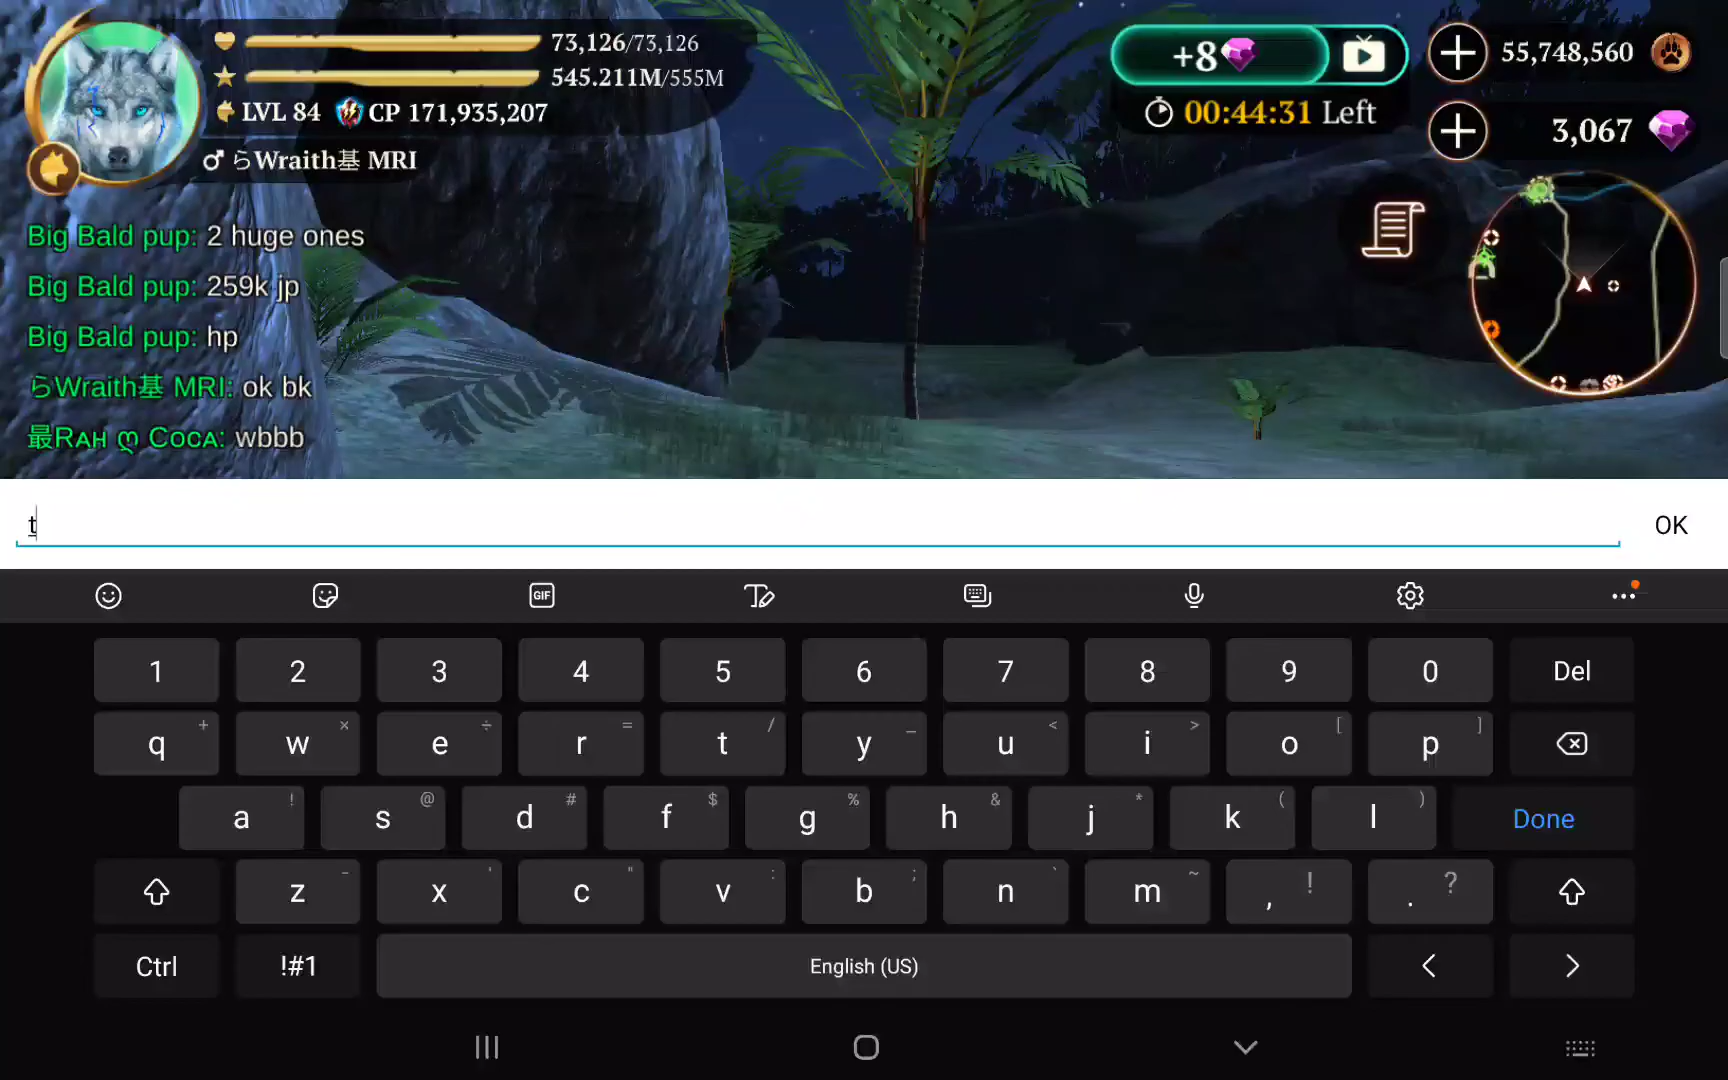 73,126/73,126
545.211M/555M
LVL 84 CP 171,935,207
♂らWraith基 MRI
+8
00:44:31 Left
55,748,560
3,067
Big Bald pup: 2 huge ones
Big Bald pup: 259k jp
Big Bald pup: hp
らWraith基 MRI: ok bk
最Rᴀʜ ღ Cᴏᴄᴀ: wbbb
t
OK
GIF
1 2 3 4 5 6 7 8 9 0 Del
q + w × e ÷ r = t / y _ u < i > o [ p ]
a ! s @ d # f $ g % h & j * k ( l ) Done
z - x ' c " v : b ; n ` m ~ , ! . ?
Ctrl !#1 English (US) < >